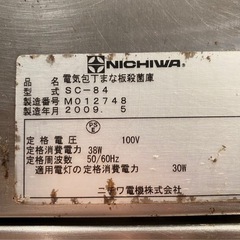 NICHIWA
品名 電気包丁まな板殺菌庫
型式 SC-84
製造番号 M012748
製造年月 2009. 5
PS E
定格電圧 100V
定格消費電力 38W
定格周波数 50/60Hz
適用電灯の定格消費電力 30W
ニチワ電機株式会社